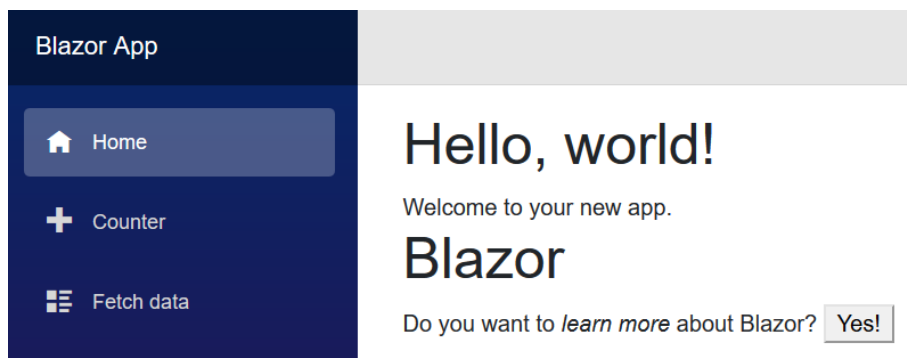 Blazor App
Home
Counter
Fetch data
Hello, world!
Welcome to your new app.
Blazor
Do you want to learn more about Blazor? Yes!